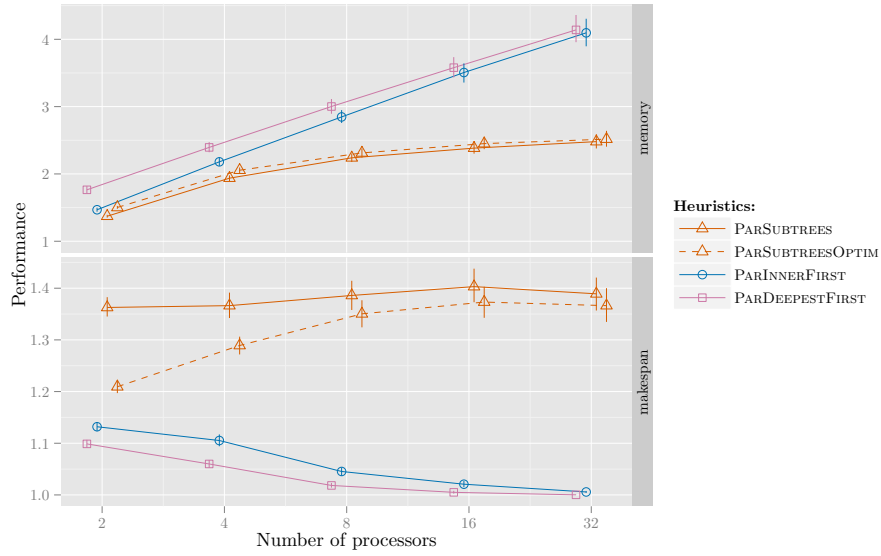 4
3
2
1
memory
1.4
1.3
1.2
1.1
1.0
makespan
2
4
8
16
32
Performance
Number of processors
Heuristics:
ParSubtrees
ParSubtreesOptim
ParInnerFirst
ParDeepestFirst